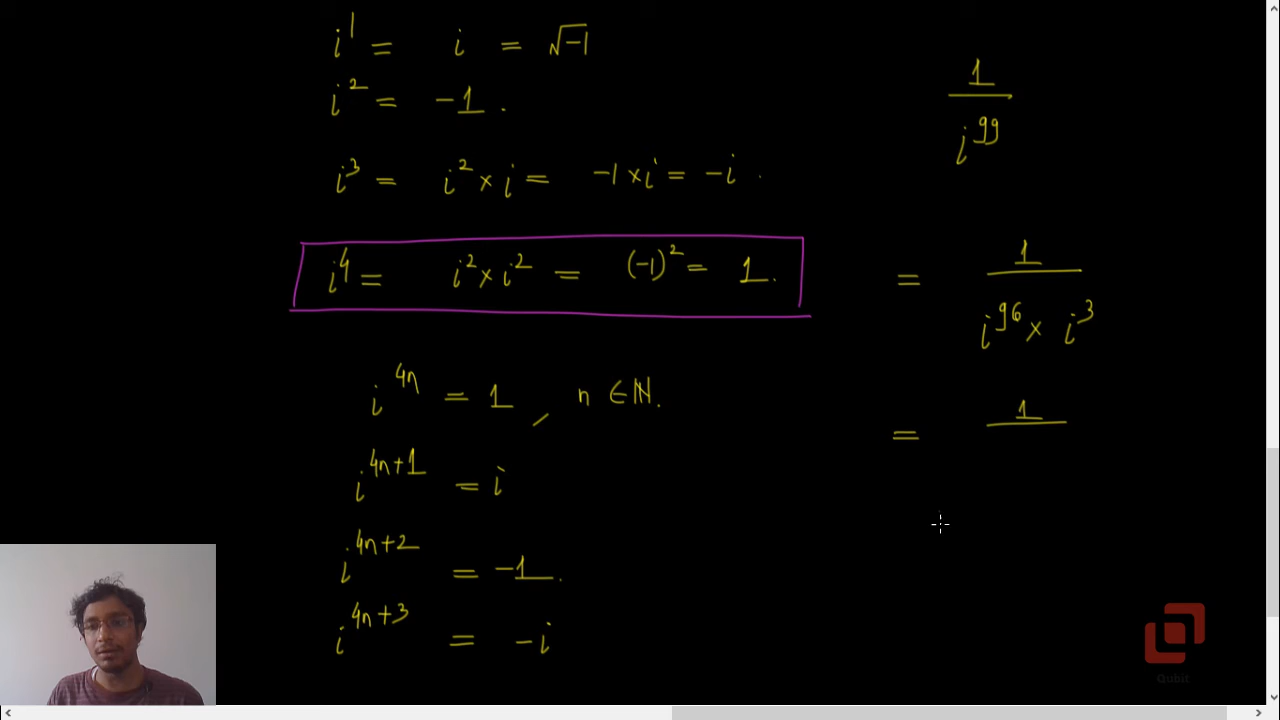 i¹ = i = √-1
i² = -1.
i³ = i² × i = -1 × i = -i.
i⁴ = i² × i² = (-1)² = 1.
i⁴ⁿ = 1, n ∈ ℕ.
i⁴ⁿ⁺¹ = i
i⁴ⁿ⁺² = -1.
i⁴ⁿ⁺³ = -i
1
i⁹⁹
= 1
i⁹⁶ × i³
= 1
Qubit